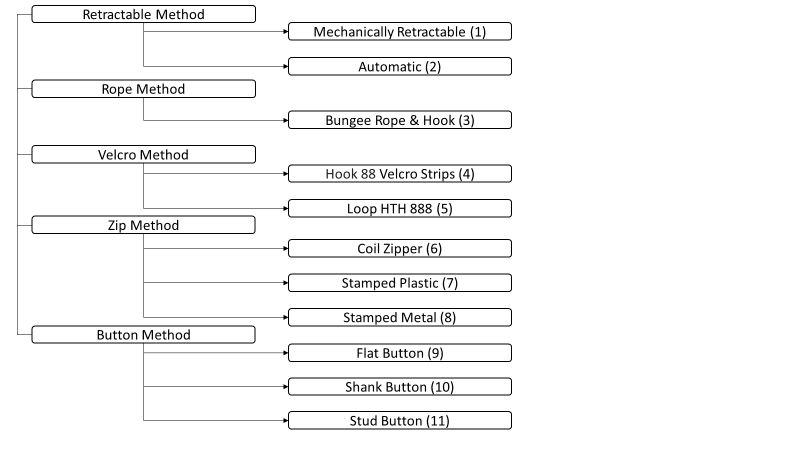 Retractable Method
Mechanically Retractable (1)
Automatic (2)
Rope Method
Bungee Rope & Hook (3)
Velcro Method
Hook 88 Velcro Strips (4)
Loop HTH 888 (5)
Zip Method
Coil Zipper (6)
Stamped Plastic (7)
Stamped Metal (8)
Button Method
Flat Button (9)
Shank Button (10)
Stud Button (11)